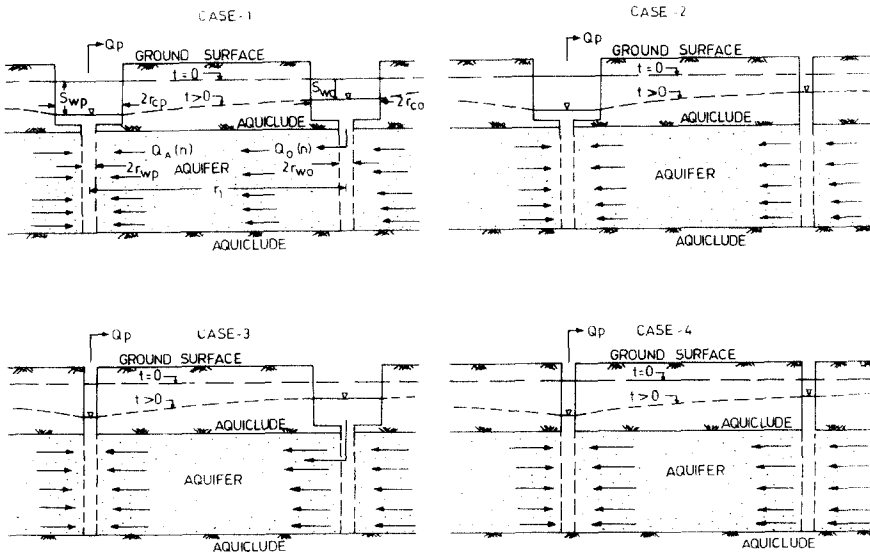 CASE-1
Qp
GROUND SURFACE
t=0
Swp
t>0
2rcp
Swo
2rco
AQUICLUDE
QA(n)
Qo(n)
2rwp
AQUIFER
2rwo
r1
AQUICLUDE
CASE-2
Qp
GROUND SURFACE
t=0
t>0
AQUICLUDE
AQUIFER
AQUICLUDE
Qp
CASE-3
GROUND SURFACE
t=0
t>0
AQUICLUDE
AQUIFER
AQUICLUDE
Qp
CASE-4
GROUND SURFACE
t=0
t>0
AQUICLUDE
AQUIFER
AQUICLUDE